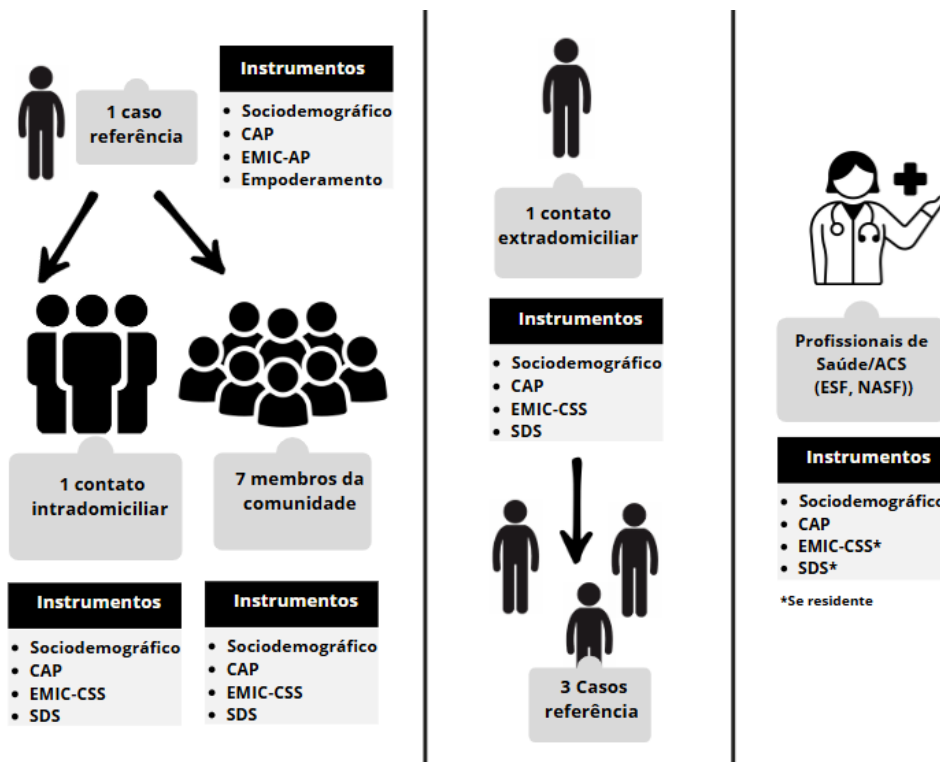 1 caso
referência
Instrumentos
• Sociodemográfico
• CAP
• EMIC-AP
• Empoderamento
1 contato
intradomiciliar
Instrumentos
• Sociodemográfico
• CAP
• EMIC-CSS
• SDS
7 membros da
comunidade
Instrumentos
• Sociodemográfico
• CAP
• EMIC-CSS
• SDS
1 contato
extradomiciliar
Instrumentos
• Sociodemográfico
• CAP
• EMIC-CSS
• SDS
3 Casos
referência
Profissionais de
Saúde/ACS
(ESF, NASF))
Instrumentos
• Sociodemográfico
• CAP
• EMIC-CSS*
• SDS*
*Se residente